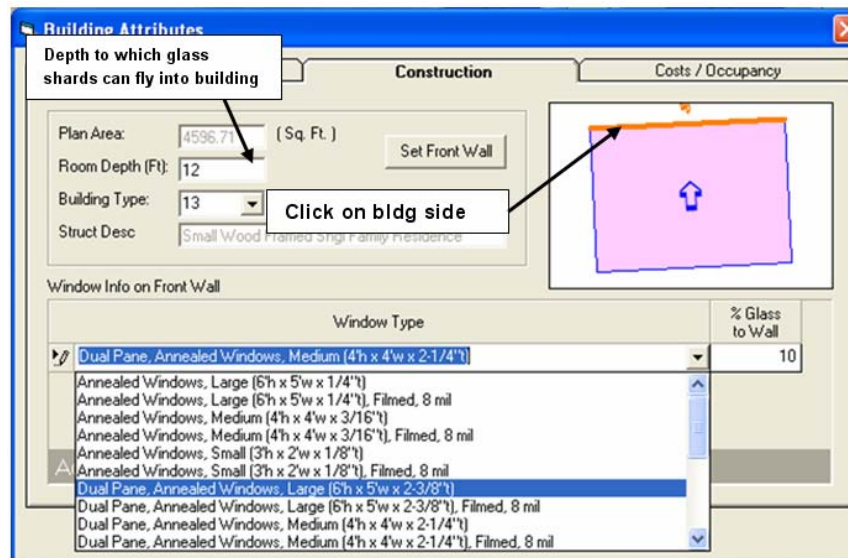 Building Attributes
Depth to which glass
shards can fly into building
Construction
Costs / Occupancy
Plan Area: 4596.71 ( Sq. Ft. )
Set Front Wall
Room Depth (Ft): 12
Building Type: 13
Click on bldg side
Struct Desc Small Wood Framed Sngl Family Residence
Window Info on Front Wall
Window Type
% Glass
to Wall
Dual Pane, Annealed Windows, Medium (4'h x 4'w x 2-1/4"t) 10
Annealed Windows, Large (6'h x 5'w x 1/4"t)
Annealed Windows, Large (6'h x 5'w x 1/4"t), Filmed, 8 mil
Annealed Windows, Medium (4'h x 4'w x 3/16"t)
Annealed Windows, Medium (4'h x 4'w x 3/16"t), Filmed, 8 mil
Annealed Windows, Small (3'h x 2'w x 1/8"t)
Annealed Windows, Small (3'h x 2'w x 1/8"t), Filmed, 8 mil
Dual Pane, Annealed Windows, Large (6'h x 5'w x 2-3/8"t)
Dual Pane, Annealed Windows, Large (6'h x 5'w x 2-3/8"t), Filmed, 8 mil
Dual Pane, Annealed Windows, Medium (4'h x 4'w x 2-1/4"t)
Dual Pane, Annealed Windows, Medium (4'h x 4'w x 2-1/4"t), Filmed, 8 mil